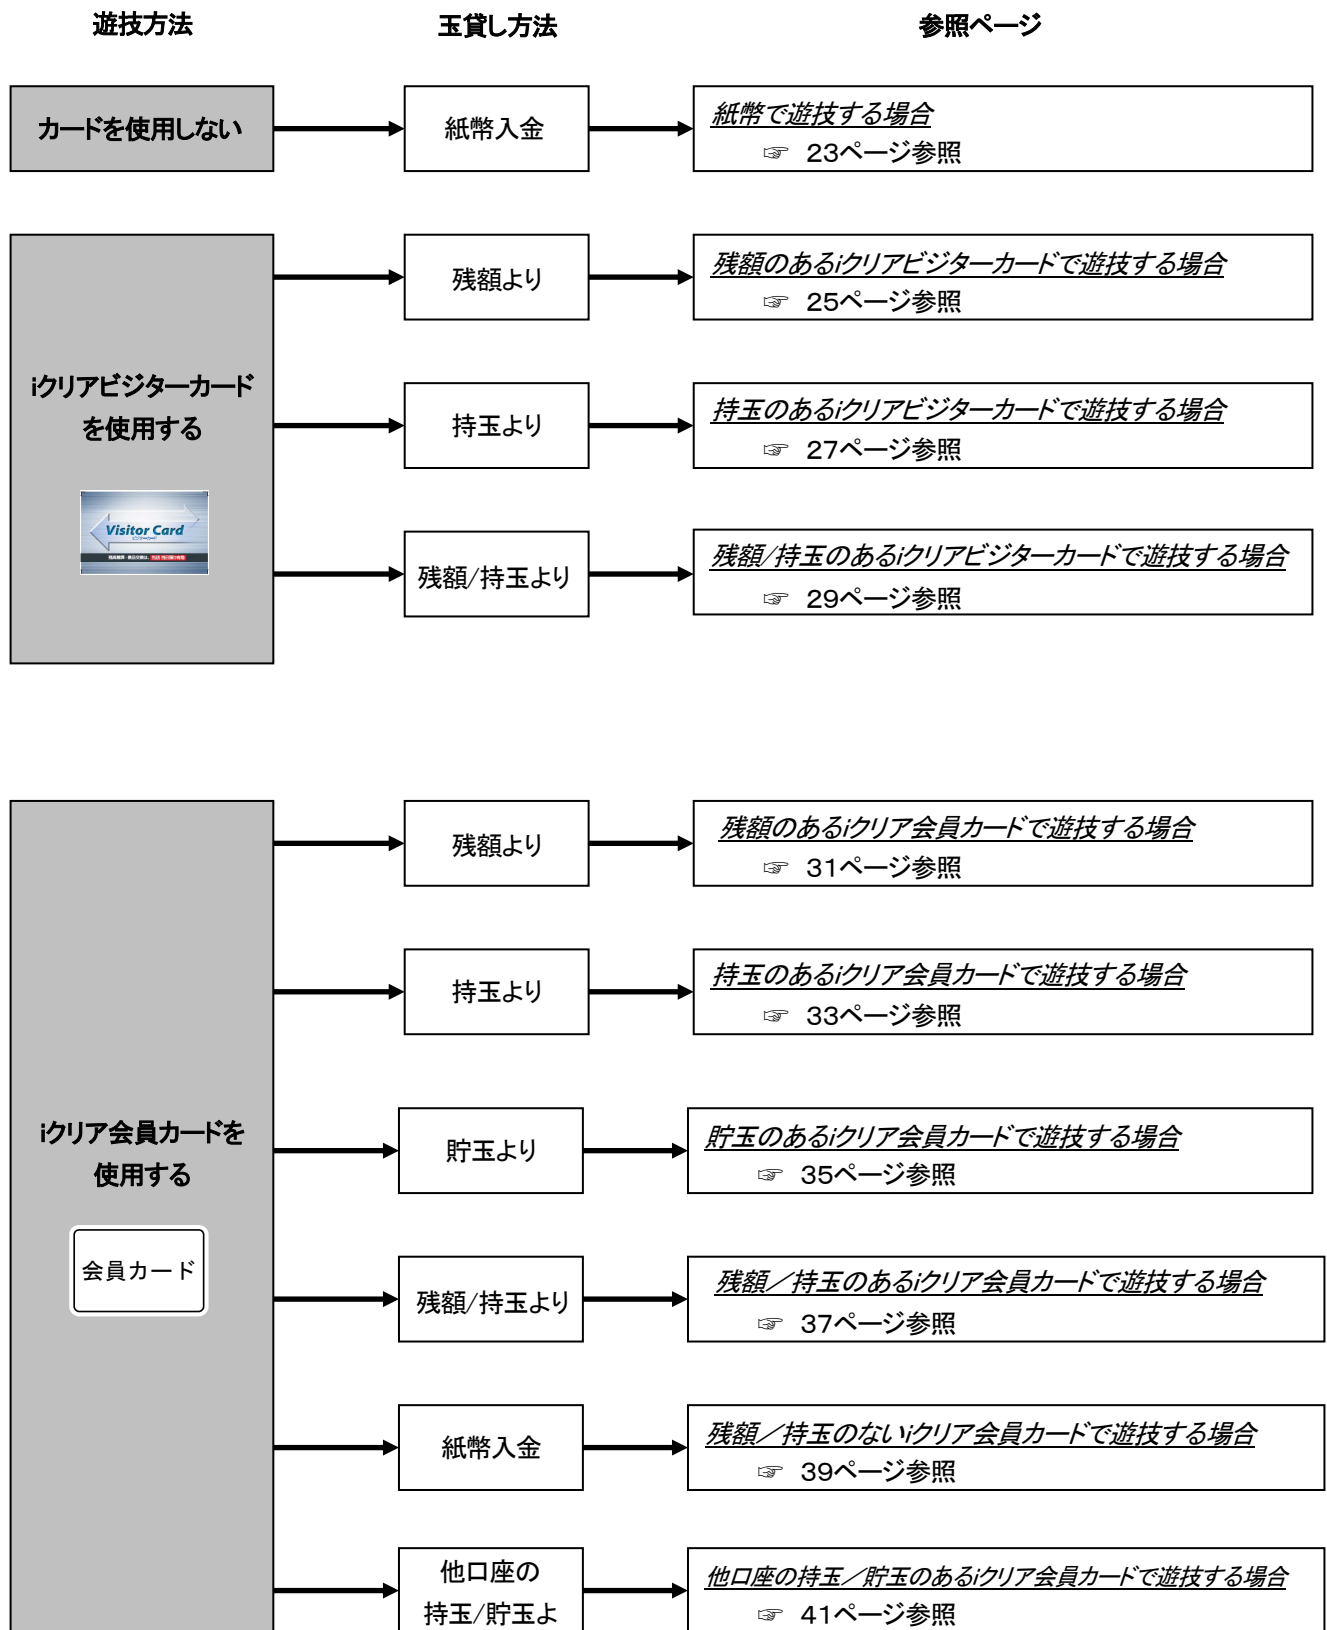 遊技方法
玉貸し方法
参照ページ
カードを使用しない
紙幣入金
紙幣で遊技する場合
☞ 23ページ参照
iクリアビジターカード
を使用する
Visitor Card
ビジターカード
残額より
残額のあるiクリアビジターカードで遊技する場合
☞ 25ページ参照
持玉より
持玉のあるiクリアビジターカードで遊技する場合
☞ 27ページ参照
残額/持玉より
残額/持玉のあるiクリアビジターカードで遊技する場合
☞ 29ページ参照
iクリア会員カードを
使用する
会員カード
残額より
残額のあるiクリア会員カードで遊技する場合
☞ 31ページ参照
持玉より
持玉のあるiクリア会員カードで遊技する場合
☞ 33ページ参照
貯玉より
貯玉のあるiクリア会員カードで遊技する場合
☞ 35ページ参照
残額/持玉より
残額／持玉のあるiクリア会員カードで遊技する場合
☞ 37ページ参照
紙幣入金
残額／持玉のないiクリア会員カードで遊技する場合
☞ 39ページ参照
他口座の
持玉/貯玉よ
他口座の持玉／貯玉のあるiクリア会員カードで遊技する場合
☞ 41ページ参照